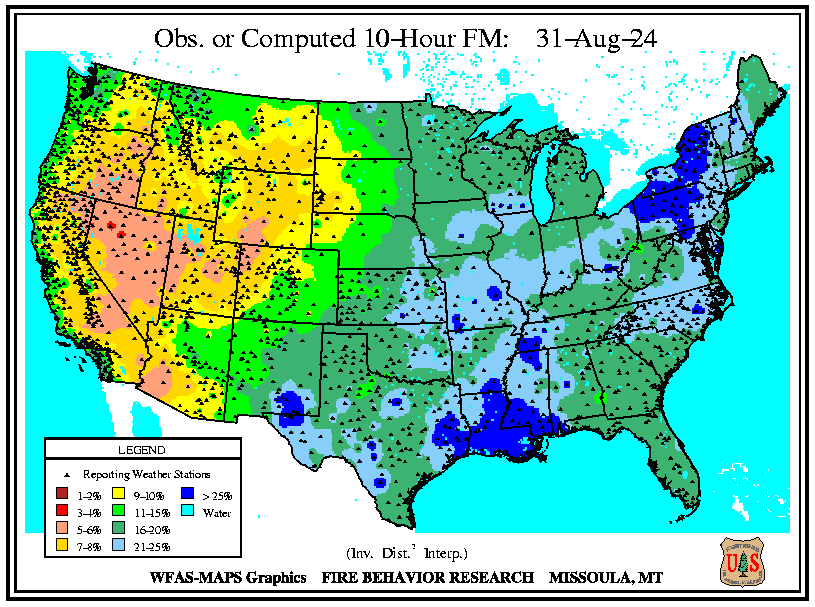 Obs. or Computed 10-Hour FM: 31-Aug-24
LEGEND
Reporting Weather Stations
1-2% 9-10% > 25%
3-4% 11-15% Water
5-6% 16-20%
7-8% 21-25%
(Inv. Dist.² Interp.)
WFAS-MAPS Graphics FIRE BEHAVIOR RESEARCH MISSOULA, MT
U S